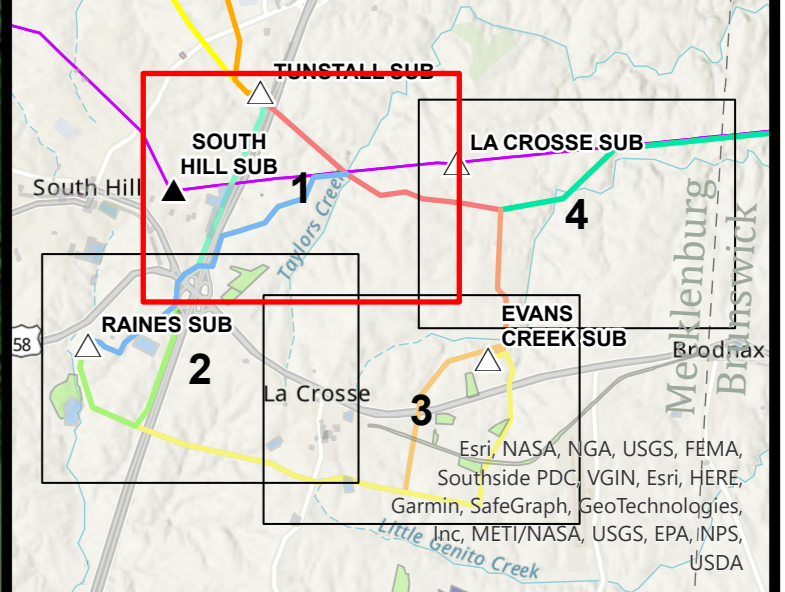 TUNSTALL SUB
SOUTH
HILL SUB
LA CROSSE SUB
South Hill
1
4
Taylors Creek
Mecklenburg
Brunswick
EVANS
CREEK SUB
RAINES SUB
58
2
Brodnax
La Crosse
3
Esri, NASA, NGA, USGS, FEMA,
Southside PDC, VGIN, Esri, HERE,
Garmin, SafeGraph, GeoTechnologies,
Inc, METI/NASA, USGS, EPA, NPS,
USDA
Little Genito Creek